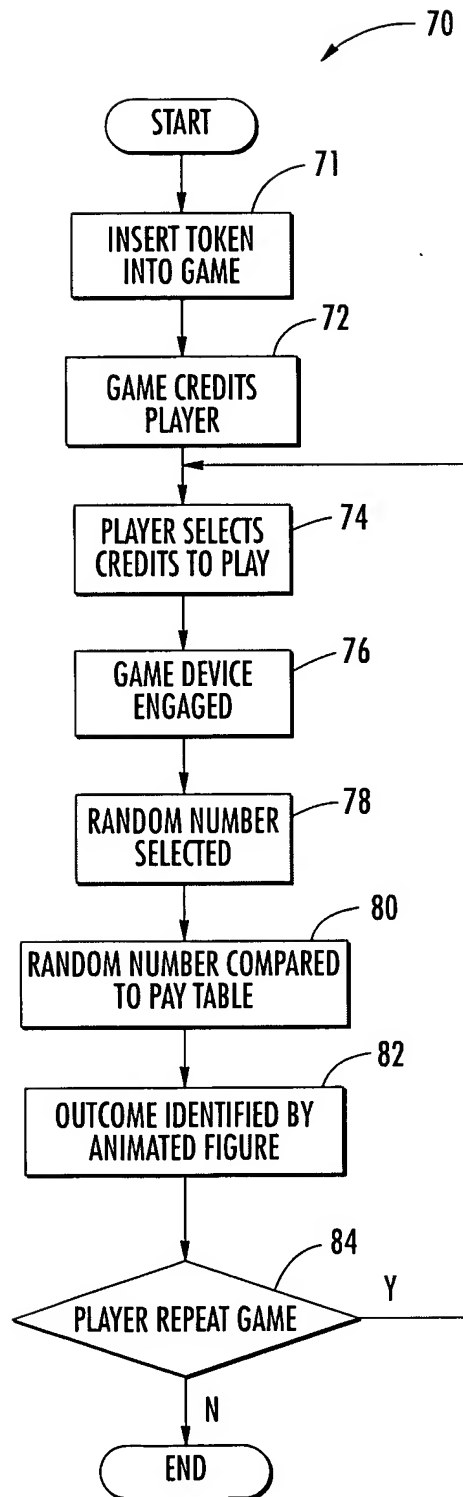 70
START
71
INSERT TOKEN
INTO GAME
72
GAME CREDITS
PLAYER
74
PLAYER SELECTS
CREDITS TO PLAY
76
GAME DEVICE
ENGAGED
78
RANDOM NUMBER
SELECTED
80
RANDOM NUMBER COMPARED
TO PAY TABLE
82
OUTCOME IDENTIFIED BY
ANIMATED FIGURE
84
PLAYER REPEAT GAME
Y
N
END